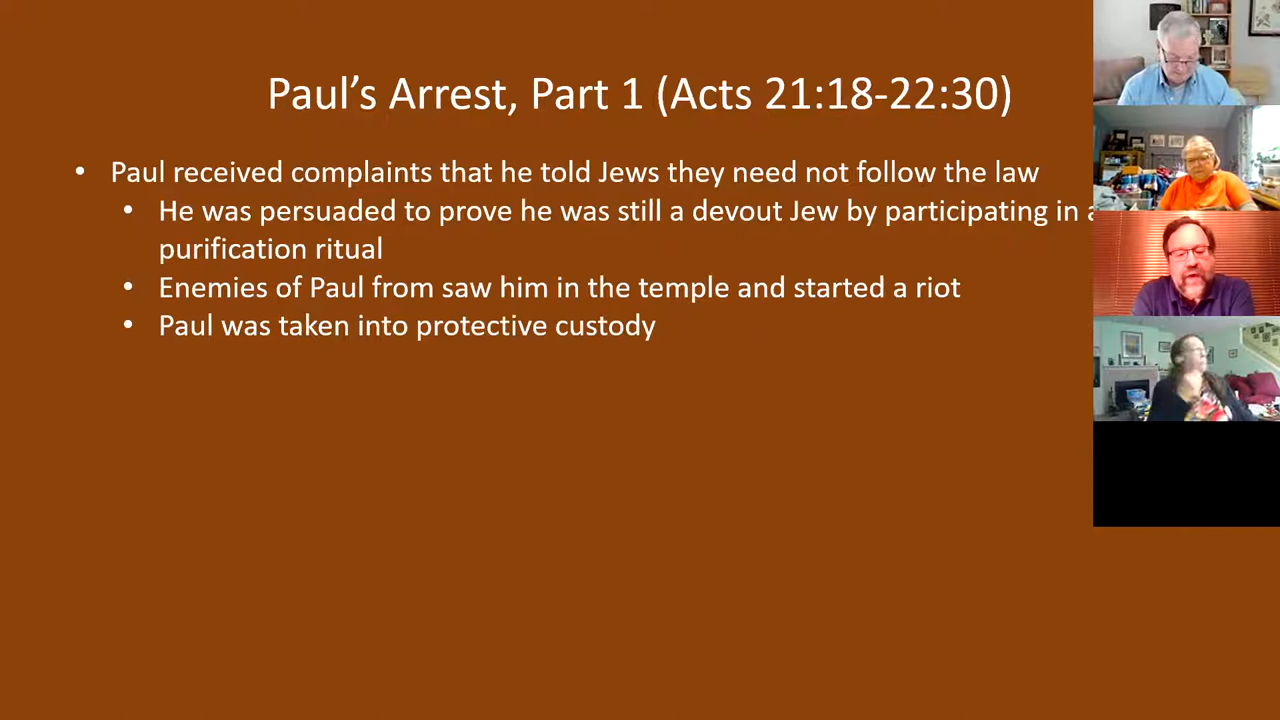 Paul’s Arrest, Part 1 (Acts 21:18-22:30)
• Paul received complaints that he told Jews they need not follow the law
• He was persuaded to prove he was still a devout Jew by participating in a
purification ritual
• Enemies of Paul from saw him in the temple and started a riot
• Paul was taken into protective custody